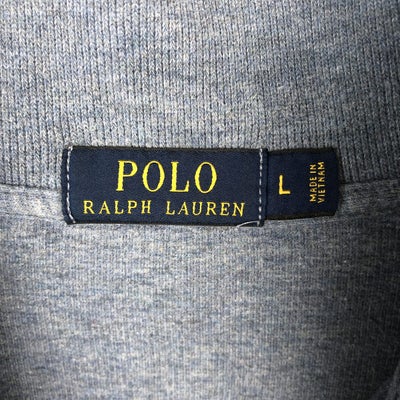 POLO
RALPH LAUREN
L
MADE IN
VIETNAM